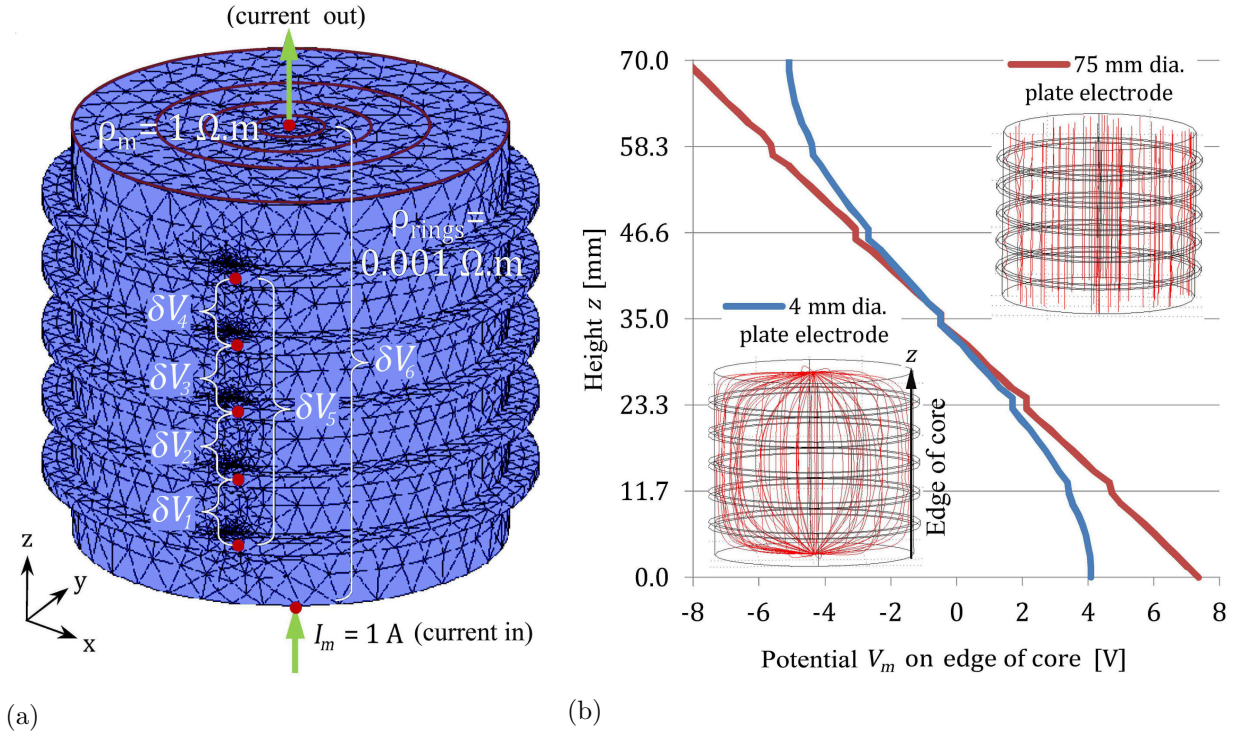 (current out)
ρm = 1 Ω.m
ρrings =
0.001 Ω.m
δV4
δV3
δV2
δV1
δV5
δV6
z
y
x
Im = 1 A (current in)
(a)
70.0
58.3
46.6
35.0
23.3
11.7
0.0
Height z [mm]
-8
-6
-4
-2
0
2
4
6
8
Potential Vm on edge of core [V]
75 mm dia.
plate electrode
4 mm dia.
plate electrode
z
Edge of core
(b)